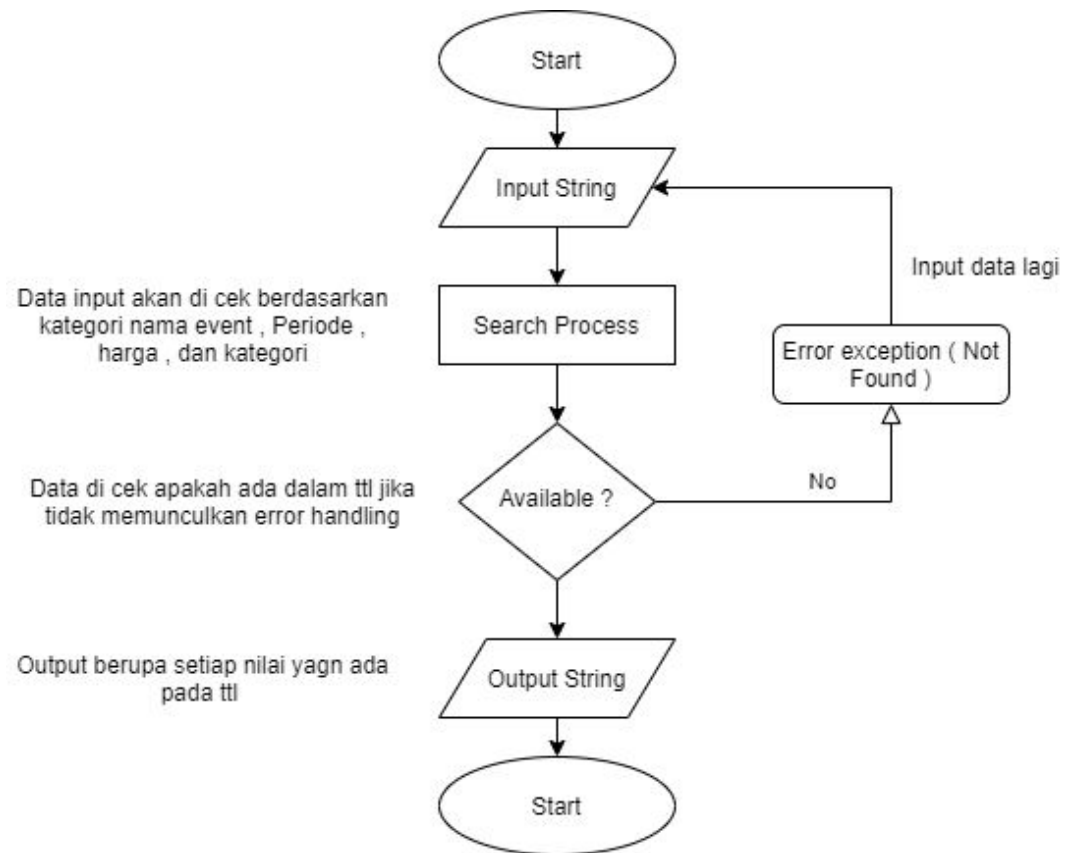 Start
Input String
Input data lagi
Data input akan di cek berdasarkan
kategori nama event , Periode ,
harga , dan kategori
Search Process
Error exception ( Not
Found )
Data di cek apakah ada dalam ttl jika
tidak memunculkan error handling
Available ?
No
Output berupa setiap nilai yagn ada
pada ttl
Output String
Start